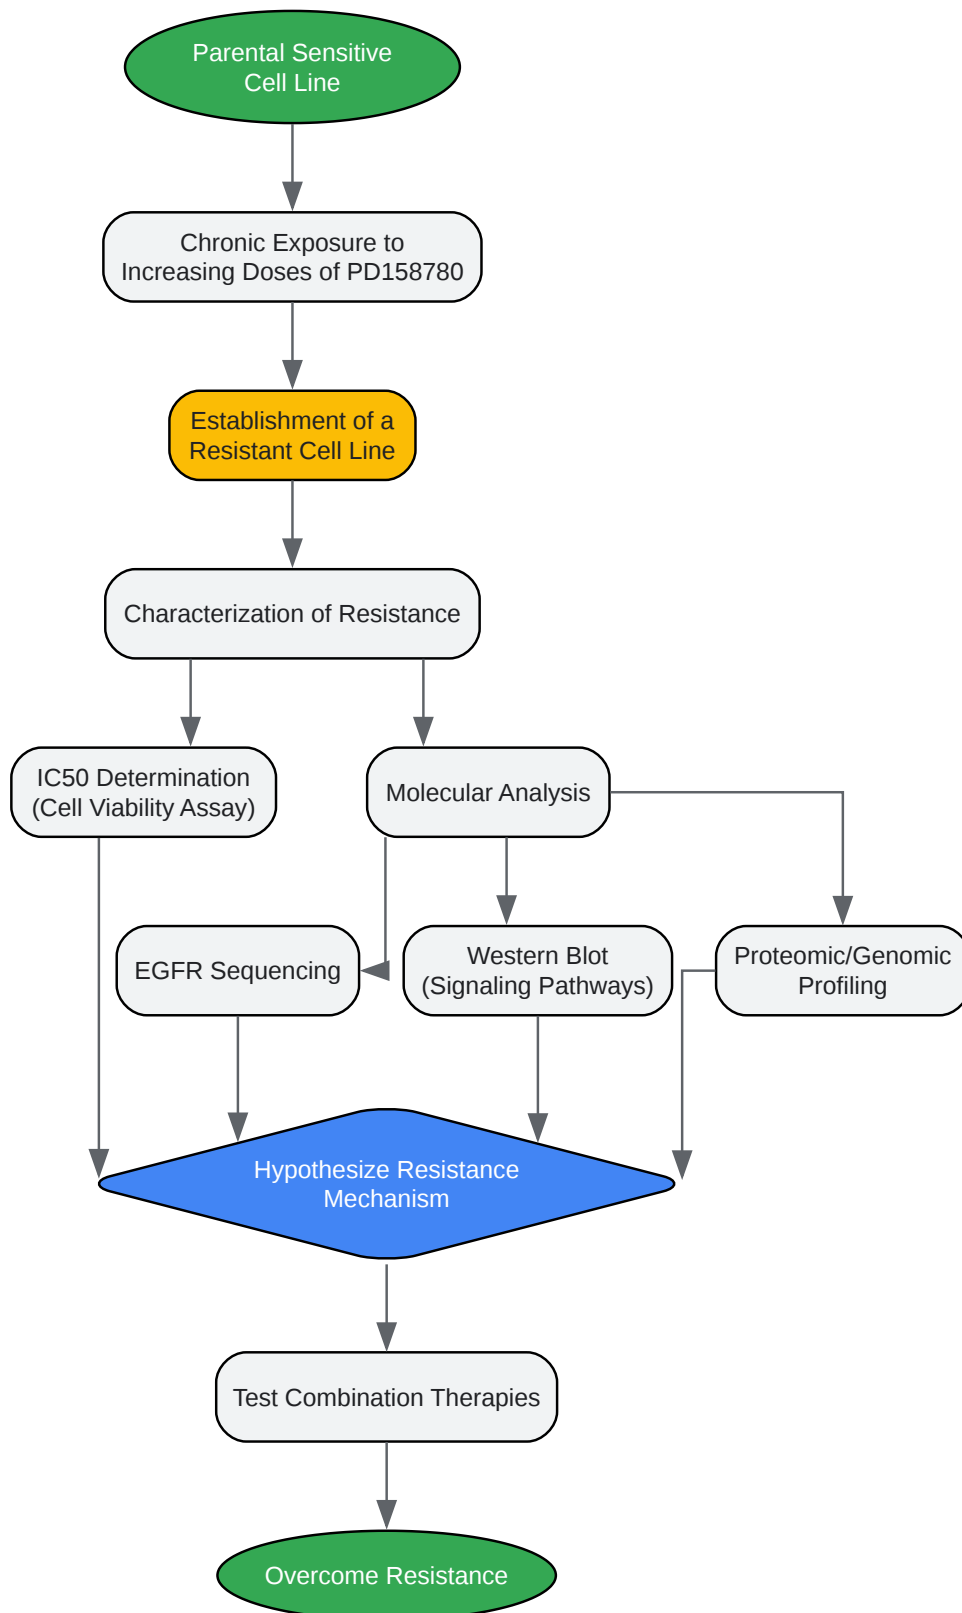 Parental Sensitive
Cell Line
Chronic Exposure to
Increasing Doses of PD158780
Establishment of a
Resistant Cell Line
Characterization of Resistance
IC50 Determination
(Cell Viability Assay)
Molecular Analysis
EGFR Sequencing
Western Blot
(Signaling Pathways)
Proteomic/Genomic
Profiling
Hypothesize Resistance
Mechanism
Test Combination Therapies
Overcome Resistance